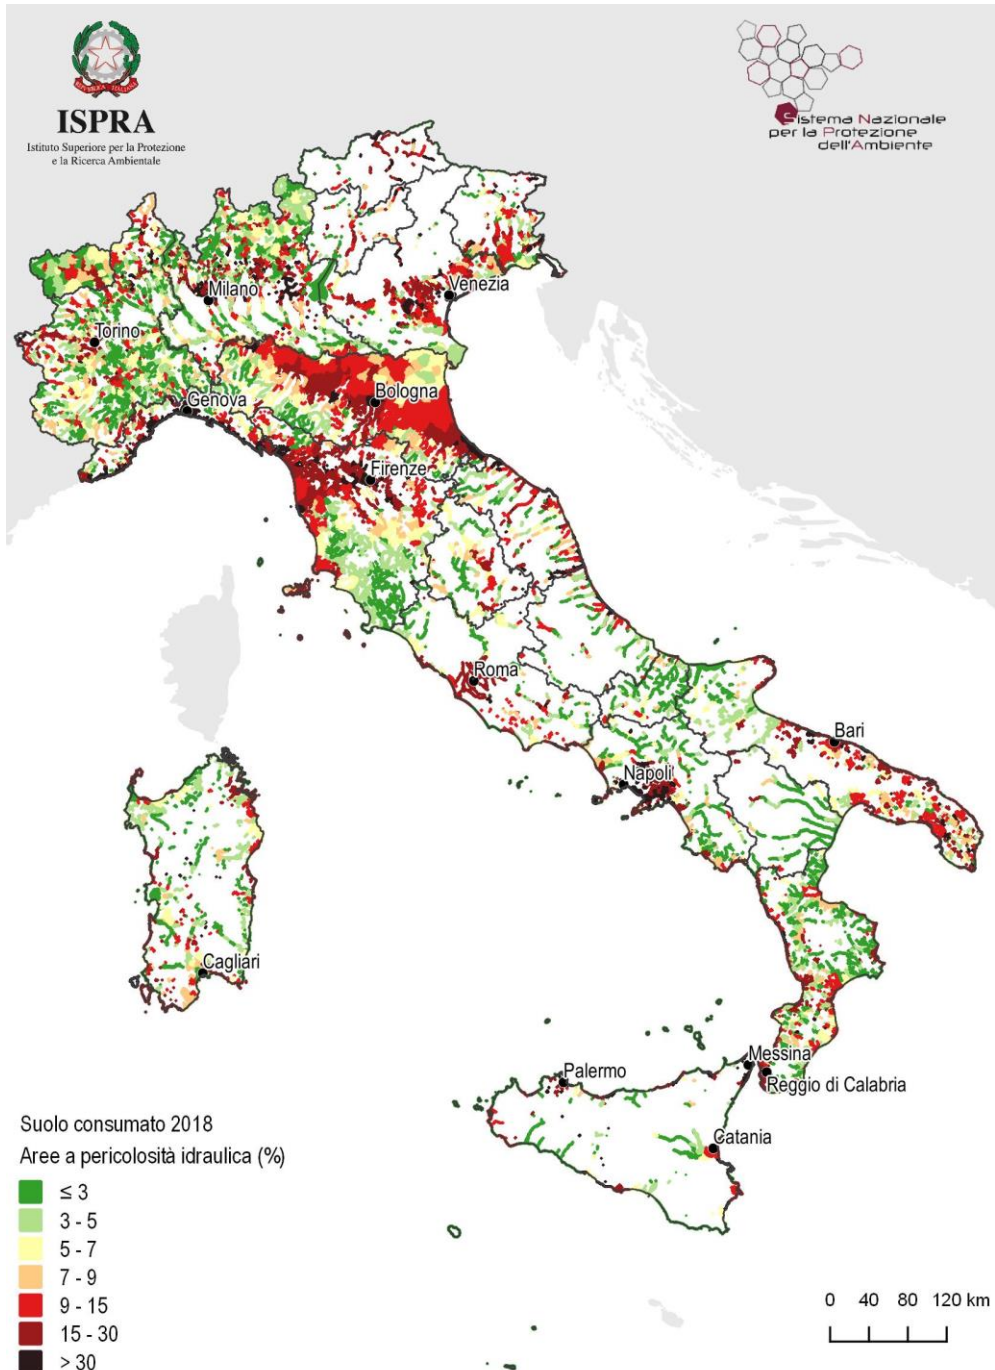 REPVBBLICA ITALIANA
ISPRA
Istituto Superiore per la Protezione
e la Ricerca Ambientale
Sistema Nazionale
per la Protezione
dell'Ambiente
Milano
Venezia
Torino
Genova
Bologna
Firenze
Roma
Bari
Napoli
Cagliari
Messina
Palermo
Reggio di Calabria
Catania
Suolo consumato 2018
Aree a pericolosità idraulica (%)
≤ 3
3 - 5
5 - 7
7 - 9
9 - 15
15 - 30
> 30
0 40 80 120 km